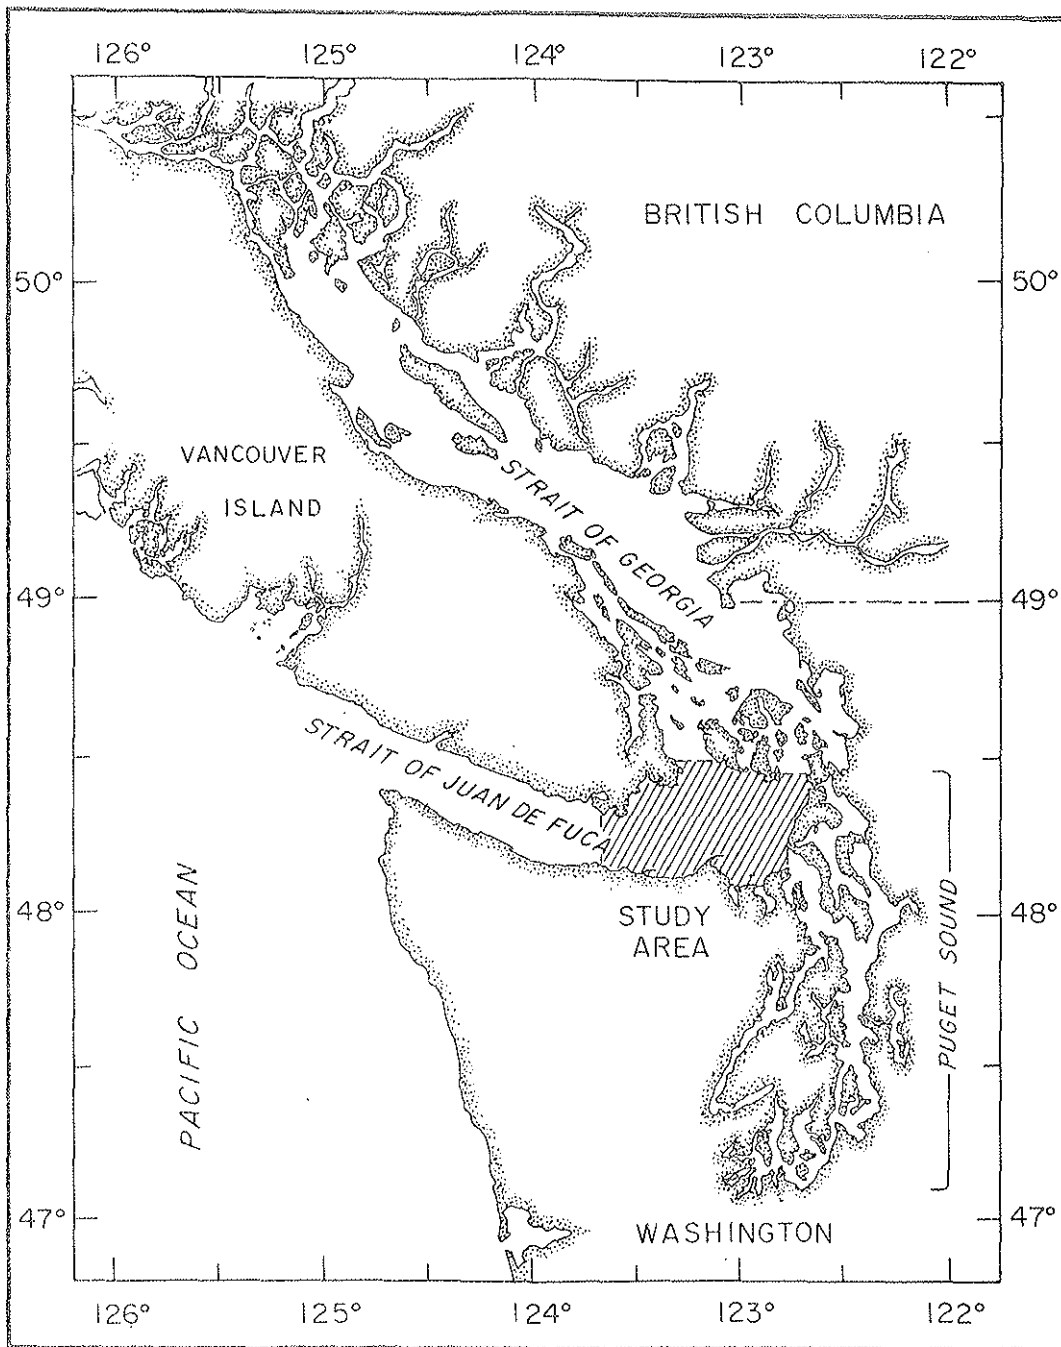 126° 125° 124° 123° 122°
BRITISH COLUMBIA
50° 50°
VANCOUVER
ISLAND
STRAIT OF GEORGIA
49° 49°
STRAIT OF JUAN DE FUCA
PACIFIC OCEAN
48° 48°
STUDY
AREA
PUGET SOUND
47° 47°
WASHINGTON
126° 125° 124° 123° 122°